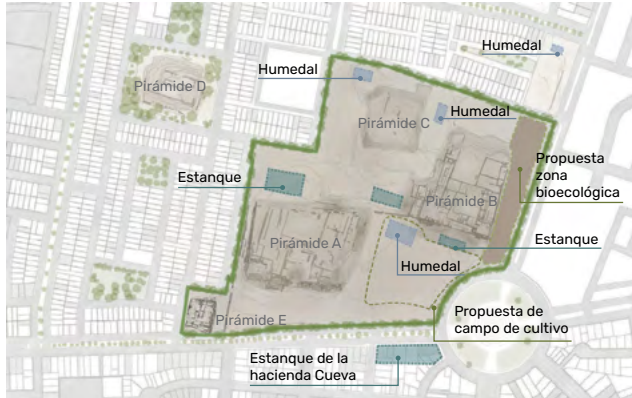 Humedal
Humedal
Pirámide D
Humedal
Pirámide C
Propuesta
zona
bioecológica
Estanque
Pirámide B
Pirámide A
Estanque
Humedal
Propuesta de
campo de cultivo
Pirámide E
Estanque de la
hacienda Cueva